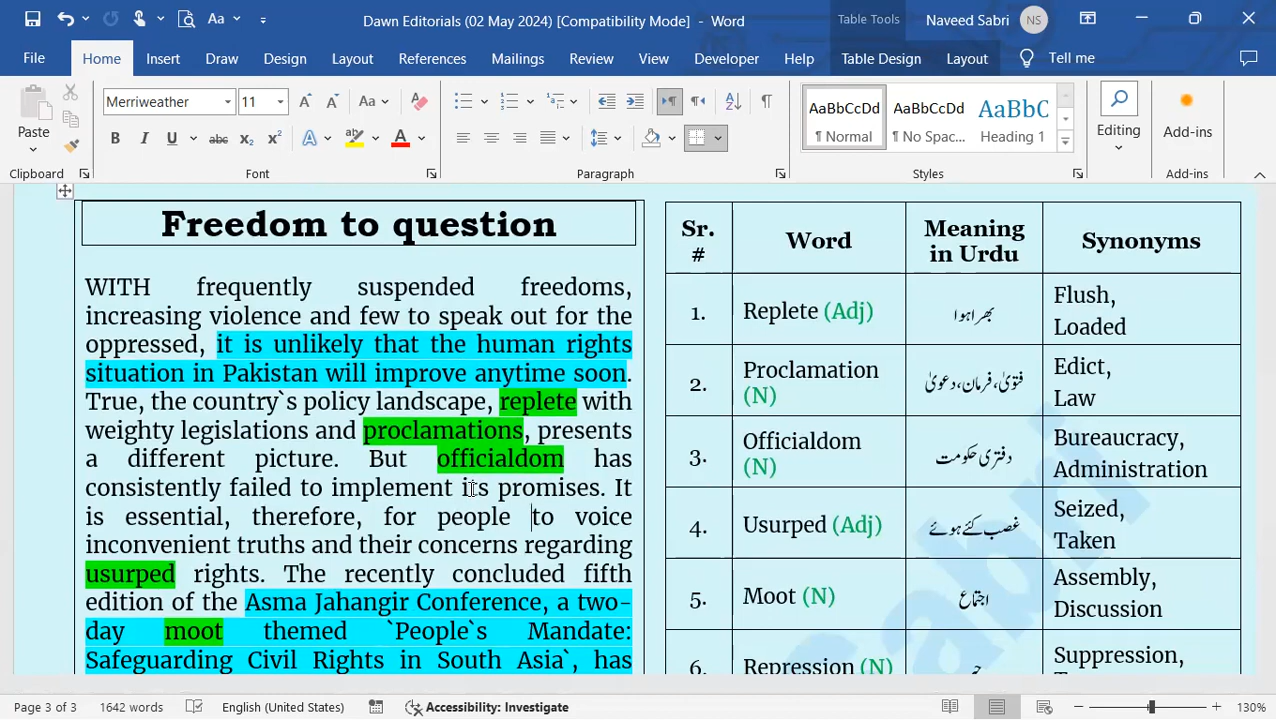 Aa
Dawn Editorials (02 May 2024) [Compatibility Mode] - Word
Table Tools
Naveed Sabri
NS
File
Home
Insert
Draw
Design
Layout
References
Mailings
Review
View
Developer
Help
Table Design
Layout
Tell me
Paste
Merriweather
11
Aa
B I U abc x₂ x² A A
AaBbCcDd
¶ Normal
AaBbCcDd
¶ No Spac...
AaBbCc
Heading 1
Editing
Add-ins
Clipboard
Font
Paragraph
Styles
Add-ins
Freedom to question
WITH frequently suspended freedoms,
increasing violence and few to speak out for the
oppressed, it is unlikely that the human rights
situation in Pakistan will improve anytime soon.
True, the country`s policy landscape, replete with
weighty legislations and proclamations, presents
a different picture. But officialdom has
consistently failed to implement its promises. It
is essential, therefore, for people to voice
inconvenient truths and their concerns regarding
usurped rights. The recently concluded fifth
edition of the Asma Jahangir Conference, a two-
day moot themed `People`s Mandate:
Safeguarding Civil Rights in South Asia`, has
Sr. #
Word
Meaning in Urdu
Synonyms
1.
Replete (Adj)
بھرا ہوا
Flush,
Loaded
2.
Proclamation
(N)
فتویٰ، فرمان، دعویٰ
Edict,
Law
3.
Officialdom
(N)
دفتری حکومت
Bureaucracy,
Administration
4.
Usurped (Adj)
غصب کئے ہوئے
Seized,
Taken
5.
Moot (N)
اجتماع
Assembly,
Discussion
6.
Repression (N)
Suppression,
Sabri
Page 3 of 3
1642 words
English (United States)
Accessibility: Investigate
130%